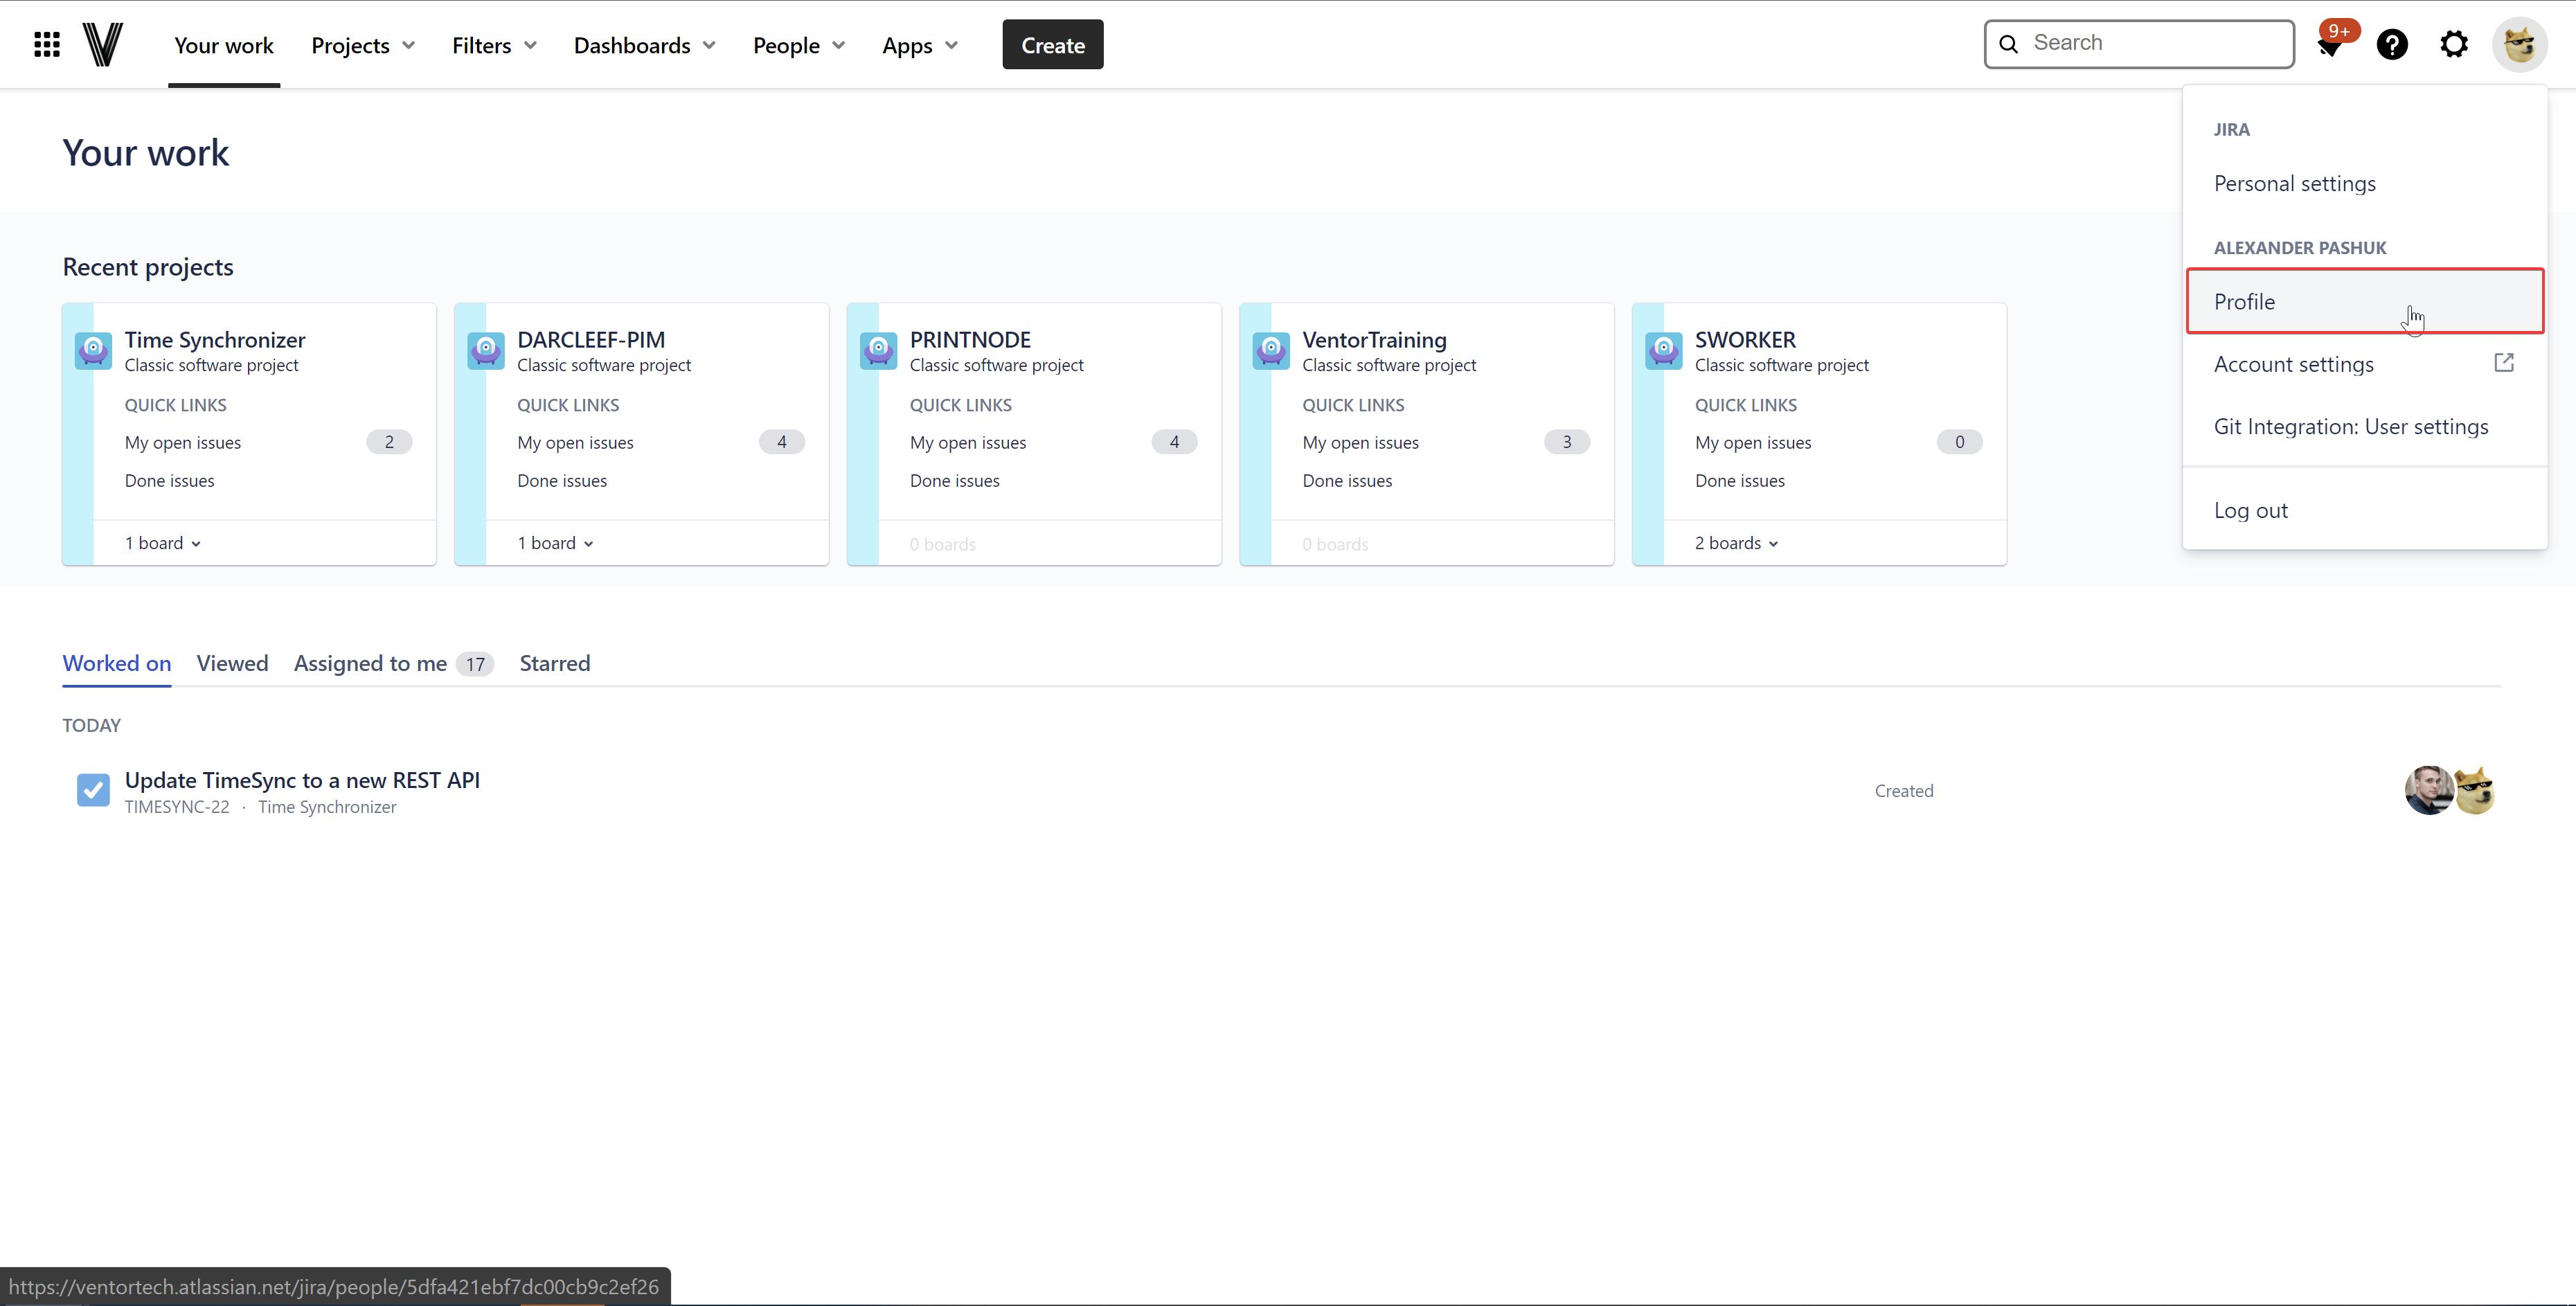 Your work
Projects
Filters
Dashboards
People
Apps
Create
Search
9+
JIRA
Personal settings
ALEXANDER PASHUK
Profile
Account settings
Git Integration: User settings
Log out
Your work
Recent projects
Time Synchronizer
Classic software project
QUICK LINKS
My open issues 2
Done issues
1 board
DARCLEEF-PIM
Classic software project
QUICK LINKS
My open issues 4
Done issues
1 board
PRINTNODE
Classic software project
QUICK LINKS
My open issues 4
Done issues
0 boards
VentorTraining
Classic software project
QUICK LINKS
My open issues 3
Done issues
0 boards
SWORKER
Classic software project
QUICK LINKS
My open issues 0
Done issues
2 boards
Worked on Viewed Assigned to me 17 Starred
TODAY
Update TimeSync to a new REST API
TIMESYNC-22 · Time Synchronizer
Created
https://ventortech.atlassian.net/jira/people/5dfa421ebf7dc00cb9c2ef26